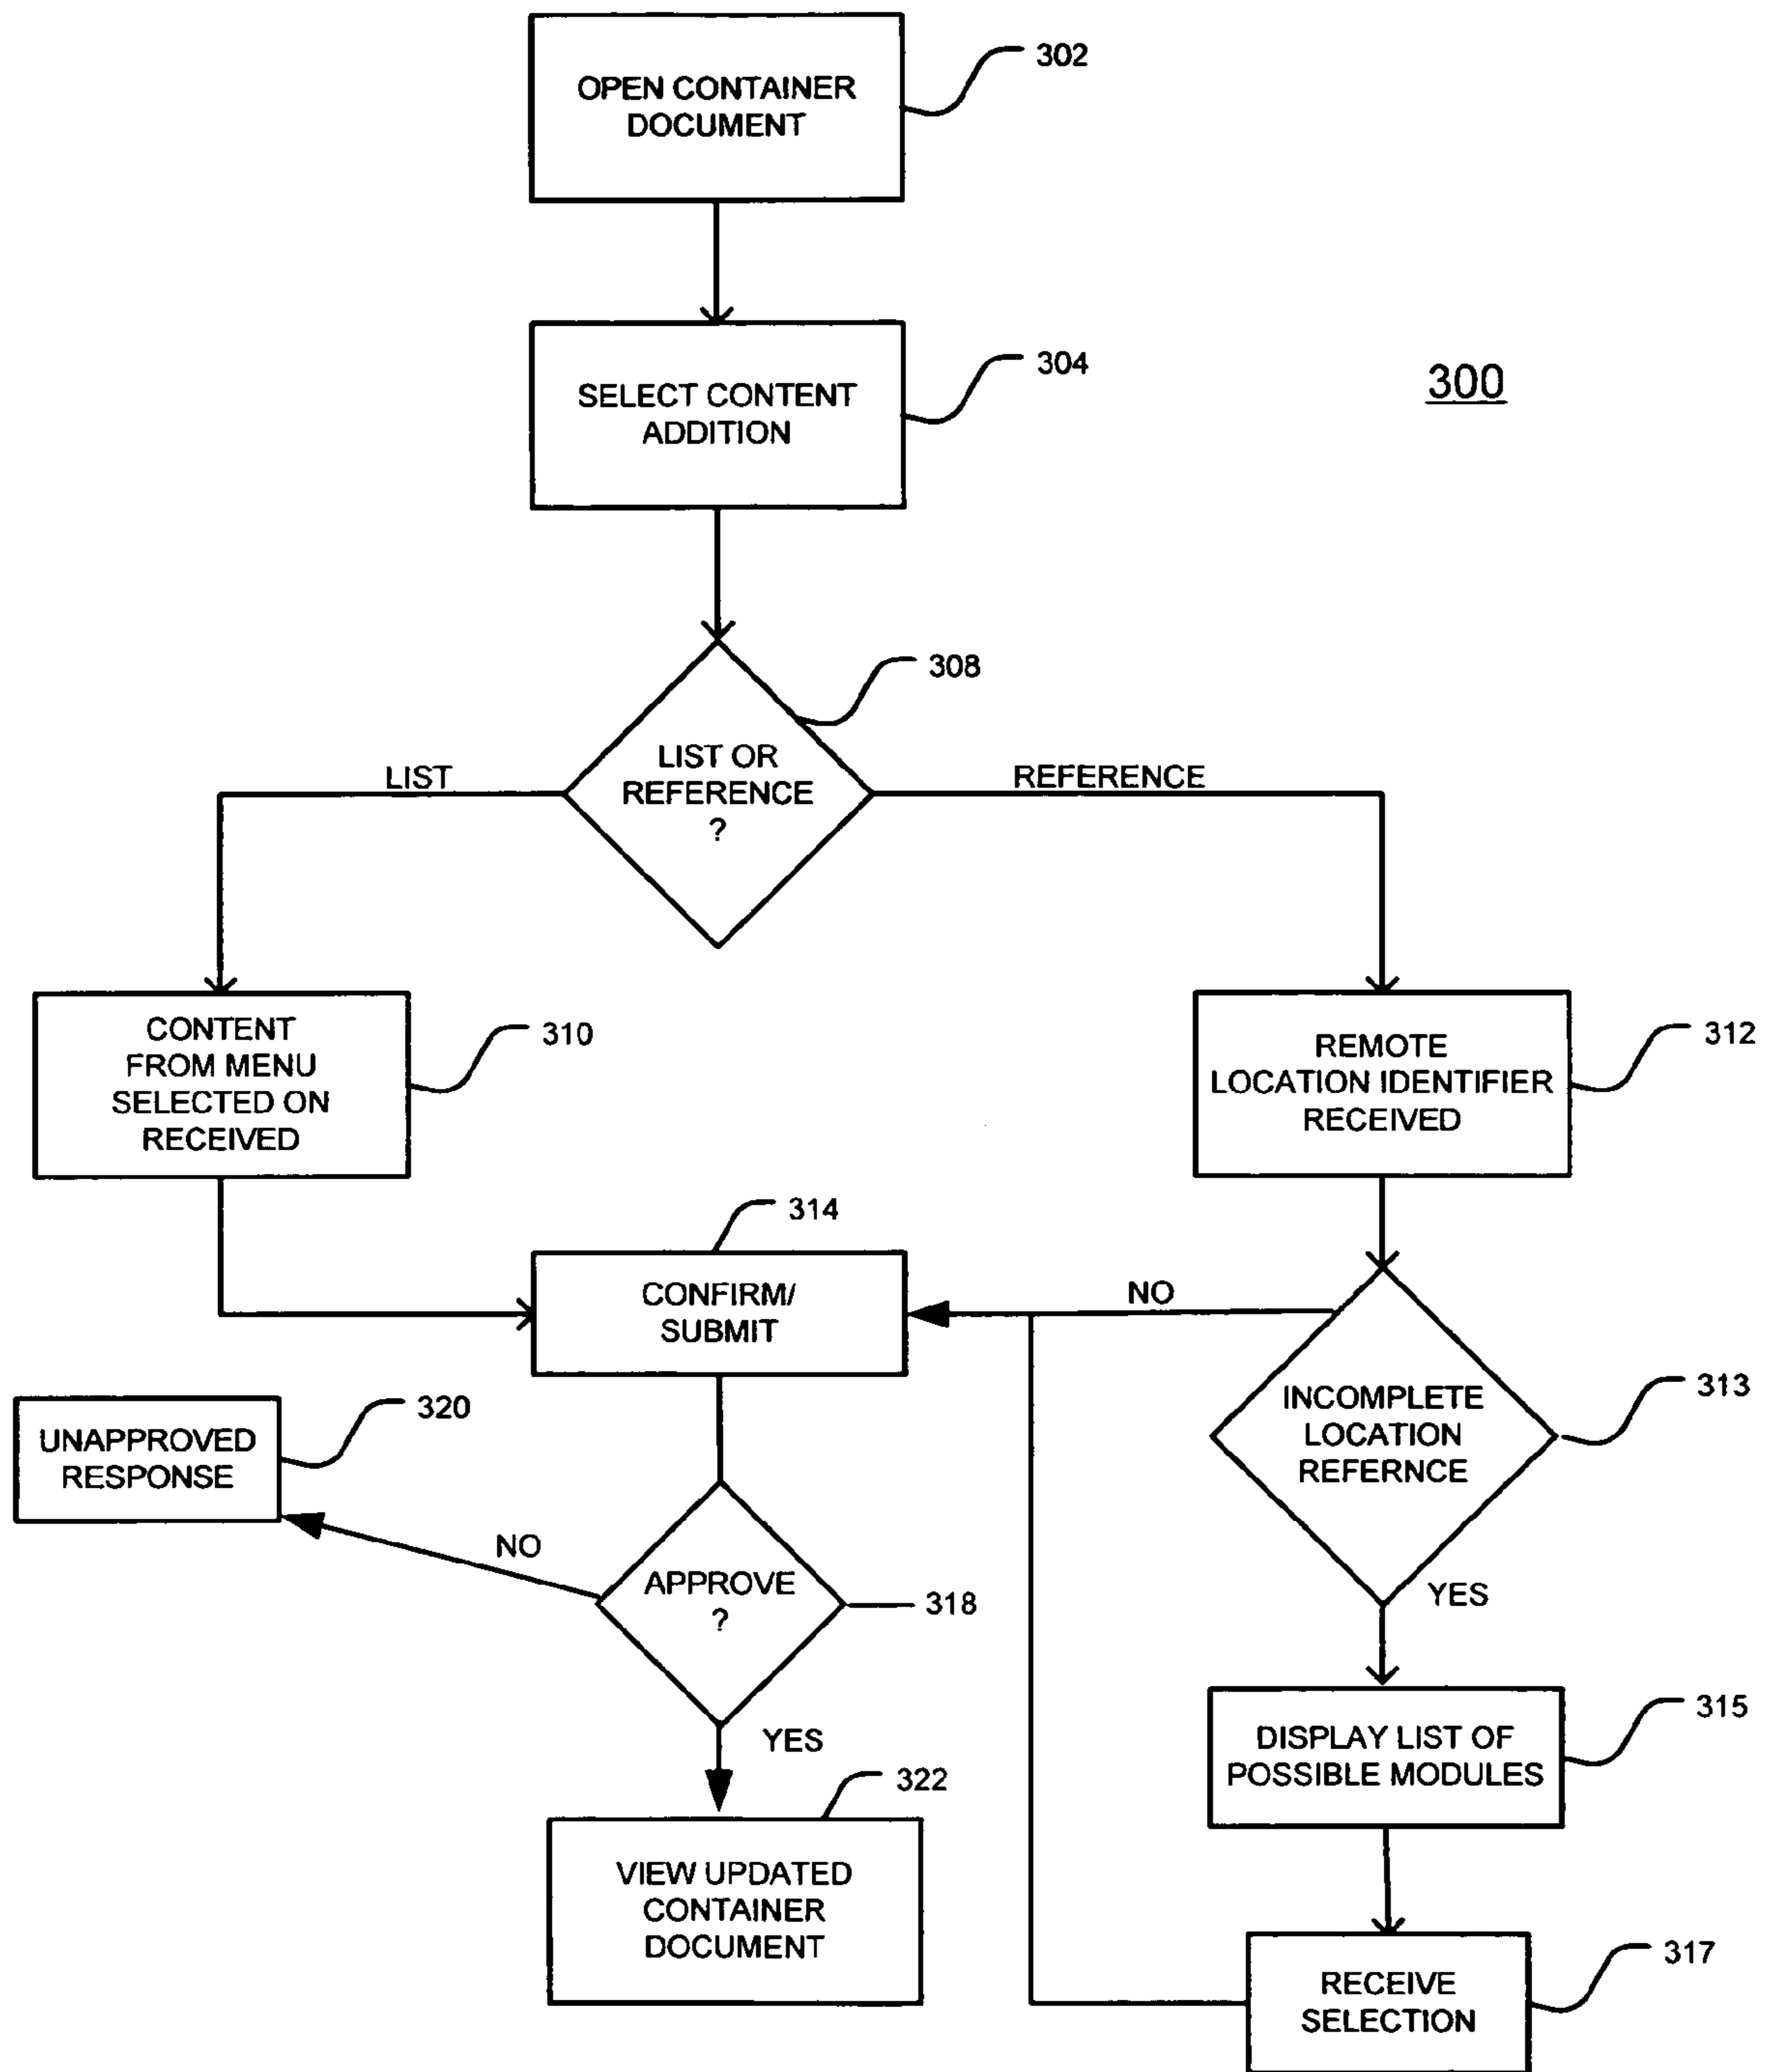 302
OPEN CONTAINER
DOCUMENT
304
SELECT CONTENT
ADDITION
300
308
LIST OR
REFERENCE
?
LIST
REFERENCE
CONTENT
FROM MENU
SELECTED ON
RECEIVED
310
REMOTE
LOCATION IDENTIFIER
RECEIVED
312
314
CONFIRM/
SUBMIT
NO
INCOMPLETE
LOCATION
REFERNCE
313
UNAPPROVED
RESPONSE
320
NO
APPROVE
?
318
YES
YES
DISPLAY LIST OF
POSSIBLE MODULES
315
322
VIEW UPDATED
CONTAINER
DOCUMENT
RECEIVE
SELECTION
317